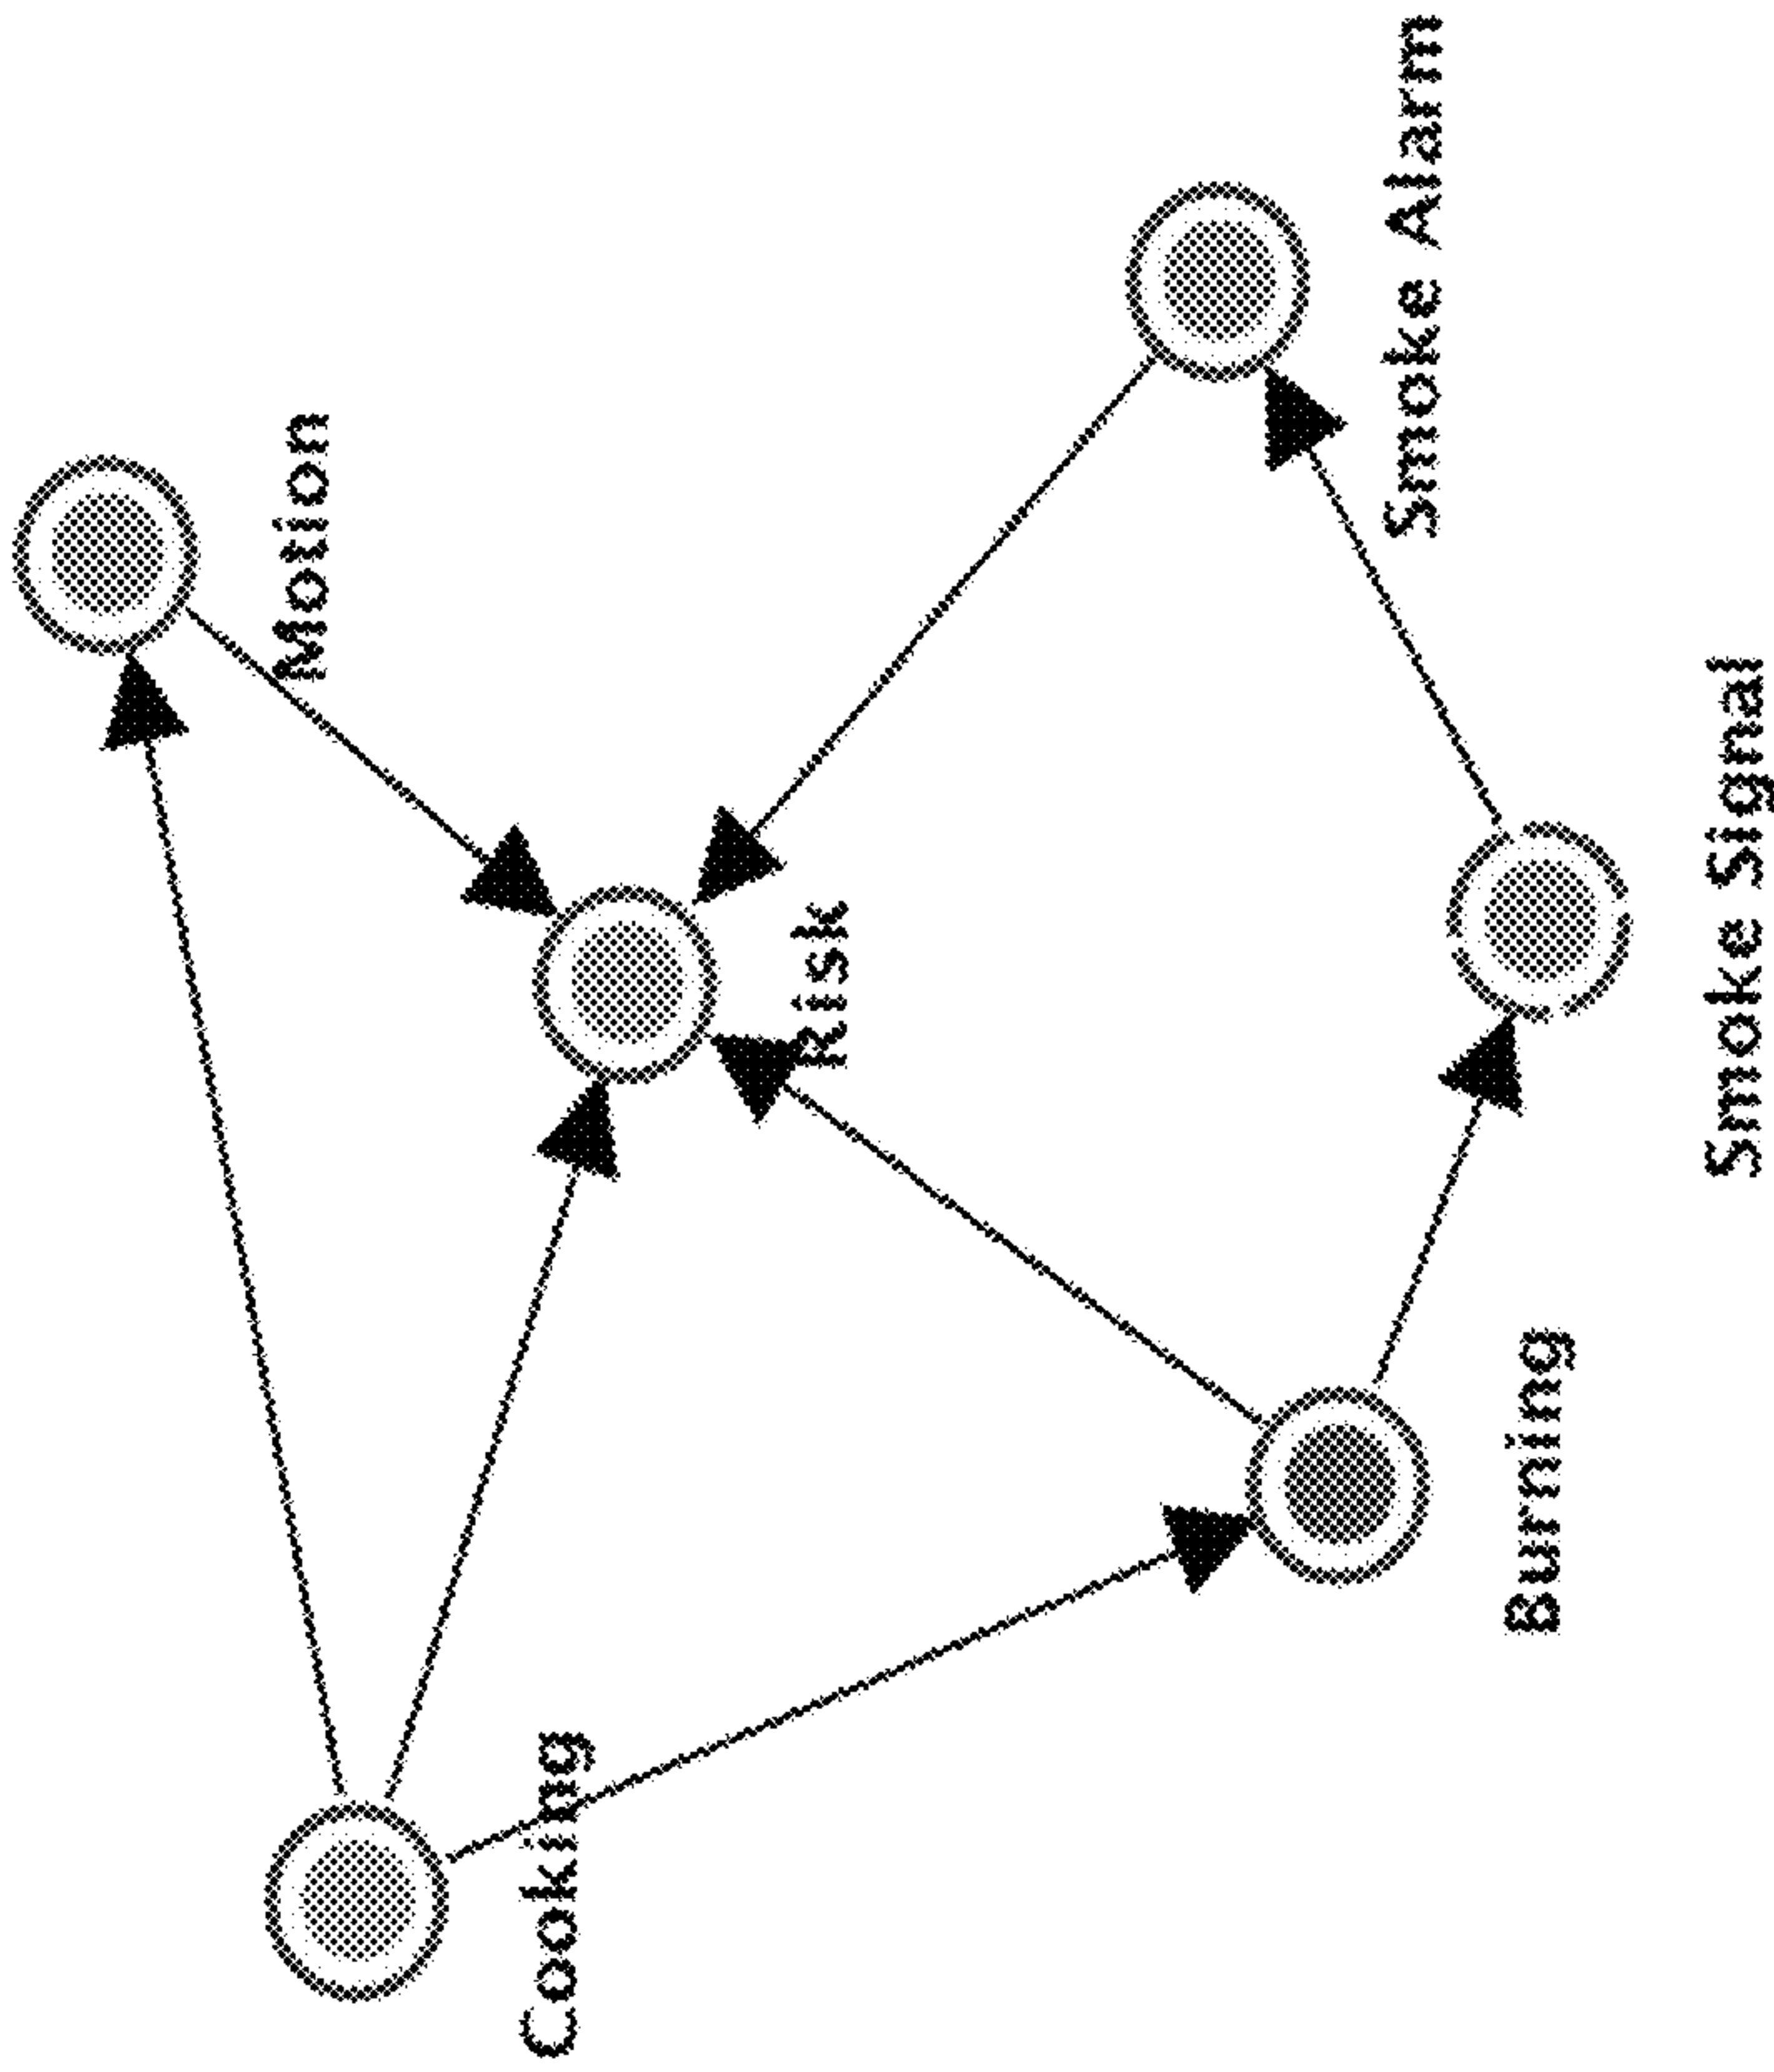 Motion
Cooking
Risk
Smoke Alarm
Burning
Smoke Signal